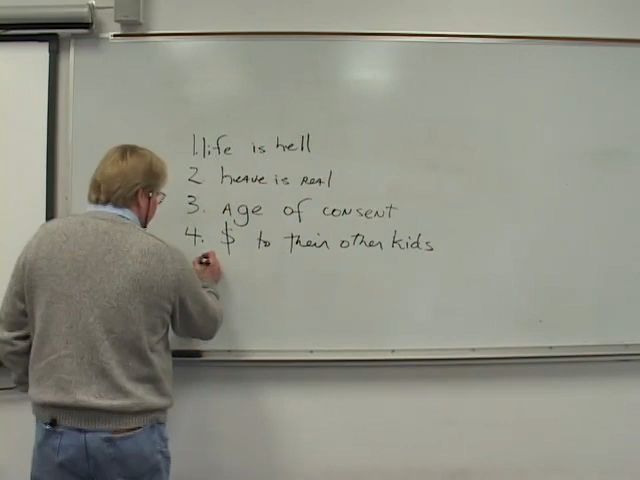 1. life is hell
2 heave is real
3. Age of consent
4. $ to their other kids